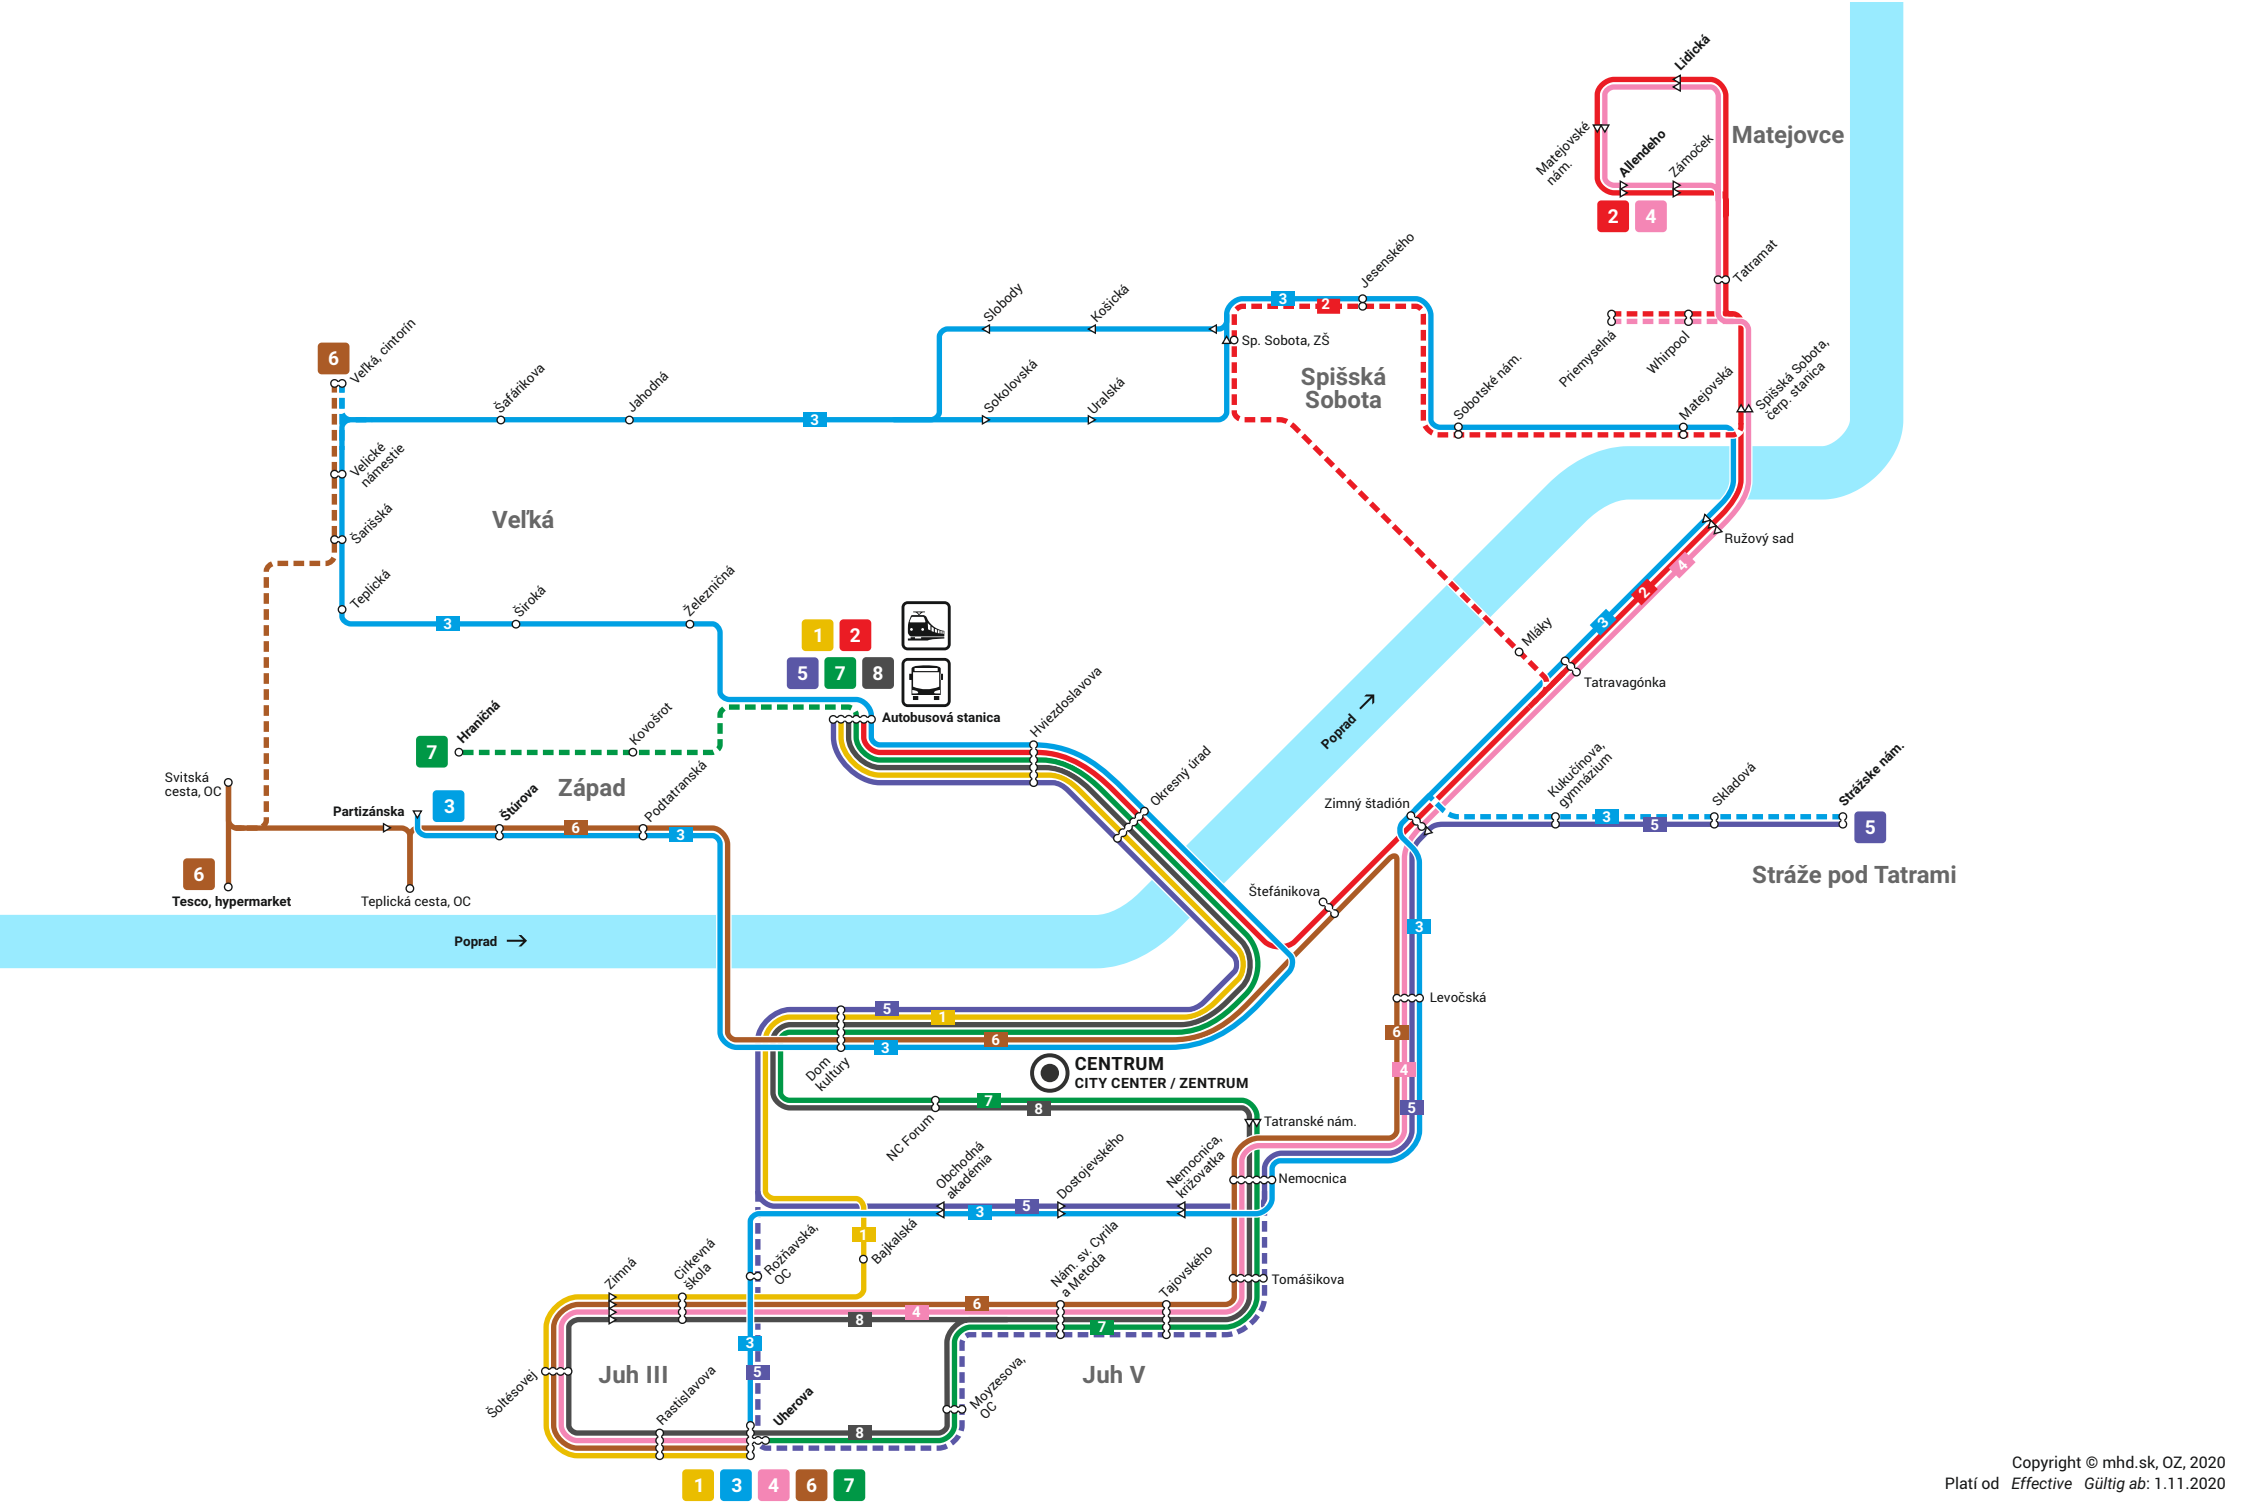 Lidická
Matejovce
Matejovské
nám.
Allendeho
Zámoček
2
4
Tatramat
Jesenského
3
2
Slobody
Košická
Sp. Sobota, ZŠ
Priemyselná
Whirpool
6
Veľká, cintorín
Šafárikova
Jahodná
3
Sokolovská
Uralská
Spišská
Sobota
Sobotské nám.
Matejovská
Spišská Sobota,
čerp. stanica
Velické
námestie
Šarišská
Veľká
Ružový sad
4
2
3
Teplická
3
Široká
Železničná
1
2
5
7
8
Autobusová stanica
Hviezdoslavova
Mláky
Tatravagónka
7
Hraničná
Kovošrot
Okresný úrad
Poprad
Svitská
cesta, OC
Západ
Partizánska
3
Štúrova
6
Podtatranská
3
Zimný štadión
Kukučínova,
gymnázium
3
5
Skladová
Strážske nám.
5
Stráže pod Tatrami
6
Tesco, hypermarket
Teplická cesta, OC
Štefánikova
Poprad
3
Levočská
5
1
6
3
Dom
kultúry
6
4
5
CENTRUM
CITY CENTER / ZENTRUM
7
8
NC Forum
Tatranské nám.
Obchodná
akadémia
Dostojevského
Nemocnica,
križovatka
Nemocnica
5
3
1
Bajkalská
Rožňavská,
OC
Zimná
Cirkevná
škola
Nám. sv. Cyrila
a Metoda
Tajovského
Tomášikova
6
4
8
7
3
5
Juh III
Juh V
Šoltésovej
Rastislavova
Uherova
Moyzesova,
OC
8
1
3
4
6
7
Copyright © mhd.sk, OZ, 2020
Platí od Effective Gültig ab: 1.11.2020